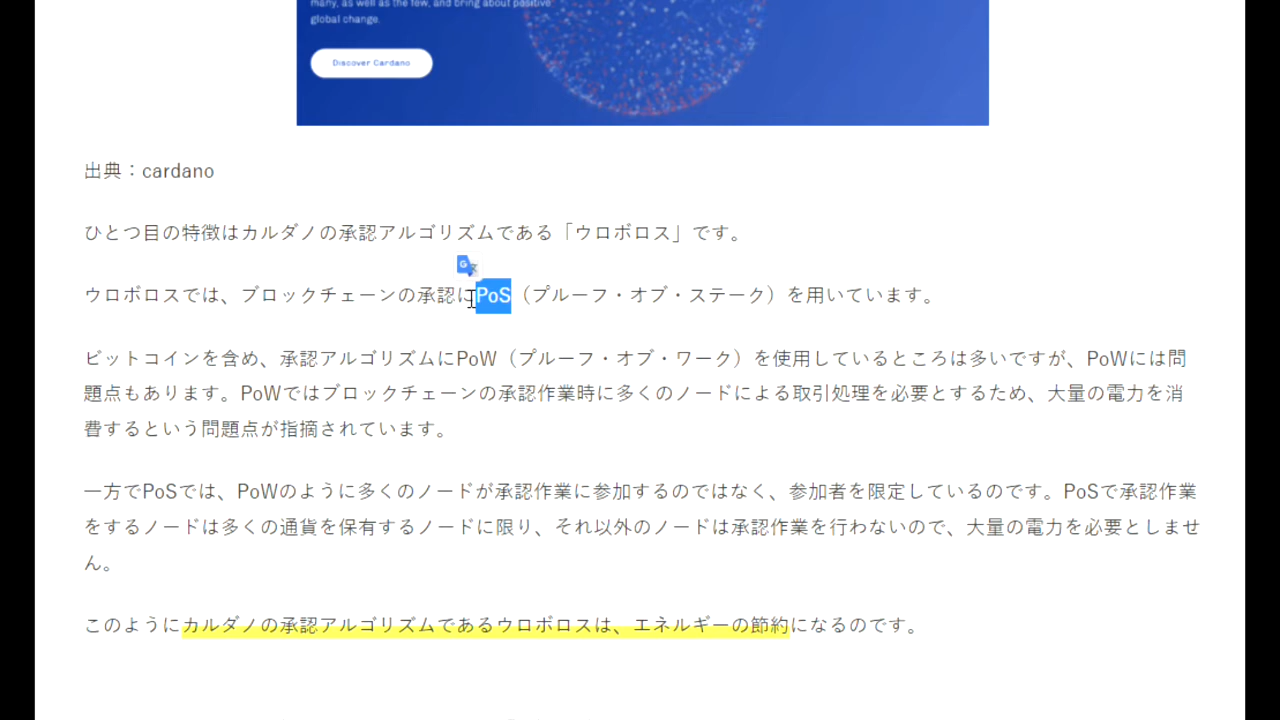 many, as well as the few, and bring about positive
global change.
Discover Cardano
出典：cardano
ひとつ目の特徴はカルダノの承認アルゴリズムである「ウロボロス」です。
ウロボロスでは、ブロックチェーンの承認にPoS（プルーフ・オブ・ステーク）を用いています。
ビットコインを含め、承認アルゴリズムにPoW（プルーフ・オブ・ワーク）を使用しているところは多いですが、PoWには問
題点もあります。PoWではブロックチェーンの承認作業時に多くのノードによる取引処理を必要とするため、大量の電力を消
費するという問題点が指摘されています。
一方でPoSでは、PoWのように多くのノードが承認作業に参加するのではなく、参加者を限定しているのです。PoSで承認作業
をするノードは多くの通貨を保有するノードに限り、それ以外のノードは承認作業を行わないので、大量の電力を必要としませ
ん。
このようにカルダノの承認アルゴリズムであるウロボロスは、エネルギーの節約になるのです。